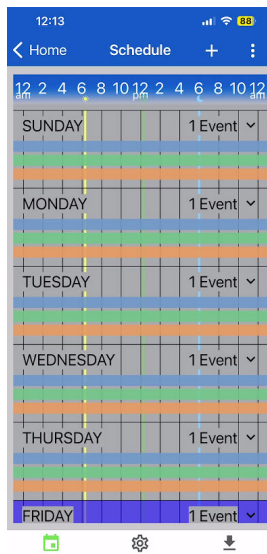 12:13 88
Home Schedule +
12 2 4 6 8 10 12 2 4 6 8 10 12
am pm am
SUNDAY 1 Event
MONDAY 1 Event
TUESDAY 1 Event
WEDNESDAY 1 Event
THURSDAY 1 Event
FRIDAY 1 Event